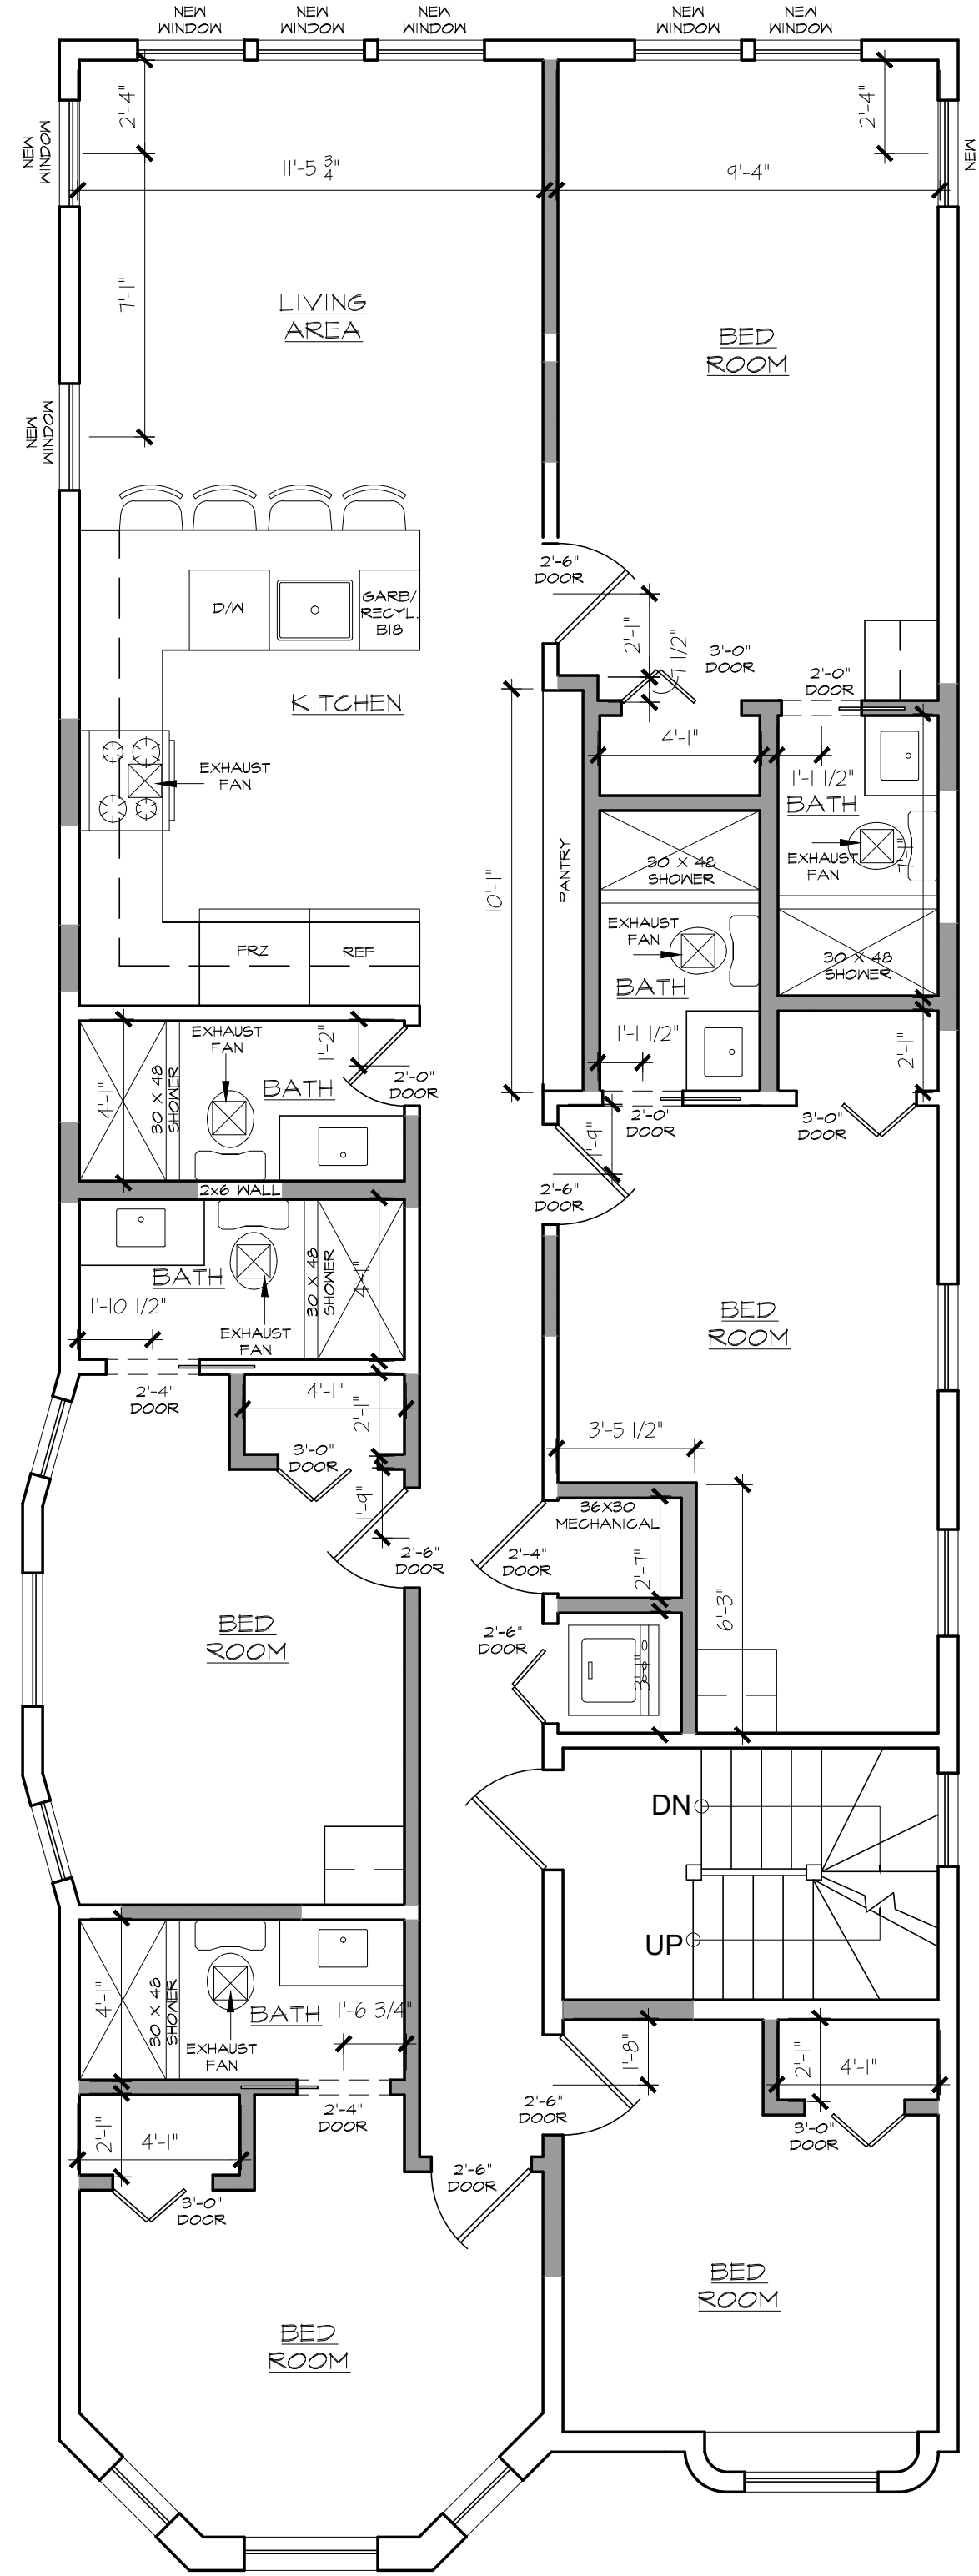 NEW
WINDOW
NEW
WINDOW
NEW
WINDOW
NEW
WINDOW
NEW
WINDOW
2'-4"
2'-4"
NEW
WINDOW
NEW
11'-5 3/4"
9'-4"
7'-1"
LIVING
AREA
BED
ROOM
NEW
WINDOW
2'-6"
DOOR
D/W
GARB/
RECYL.
B18
2'-1"
7 1/2"
3'-0"
DOOR
2'-0"
DOOR
KITCHEN
4'-1"
EXHAUST
FAN
1'-1 1/2"
BATH
EXHAUST
FAN
PANTRY
30 X 48
SHOWER
10'-1"
EXHAUST
FAN
FRZ
REF
30 X 48
SHOWER
BATH
1'-1 1/2"
EXHAUST
FAN
1'-2"
2'-1"
4'-1"
30 X 48
SHOWER
BATH
2'-0"
DOOR
2'-0"
DOOR
3'-0"
DOOR
1'-9"
2x6 WALL
2'-6"
DOOR
BATH
30 X 48
SHOWER
4'-1"
1'-10 1/2"
EXHAUST
FAN
BED
ROOM
2'-4"
DOOR
4'-1"
2'-1"
3'-5 1/2"
3'-0"
DOOR
1'-9"
36X30
MECHANICAL
2'-6"
DOOR
2'-4"
DOOR
2'-7"
6'-3"
BED
ROOM
2'-6"
DOOR
3'-1"
DN
UP
4'-1"
30 X 48
SHOWER
BATH
1'-6 3/4"
EXHAUST
FAN
1'-8"
2'-1"
4'-1"
2'-1"
4'-1"
2'-4"
DOOR
2'-6"
DOOR
3'-0"
DOOR
2'-6"
DOOR
3'-0"
DOOR
BED
ROOM
BED
ROOM